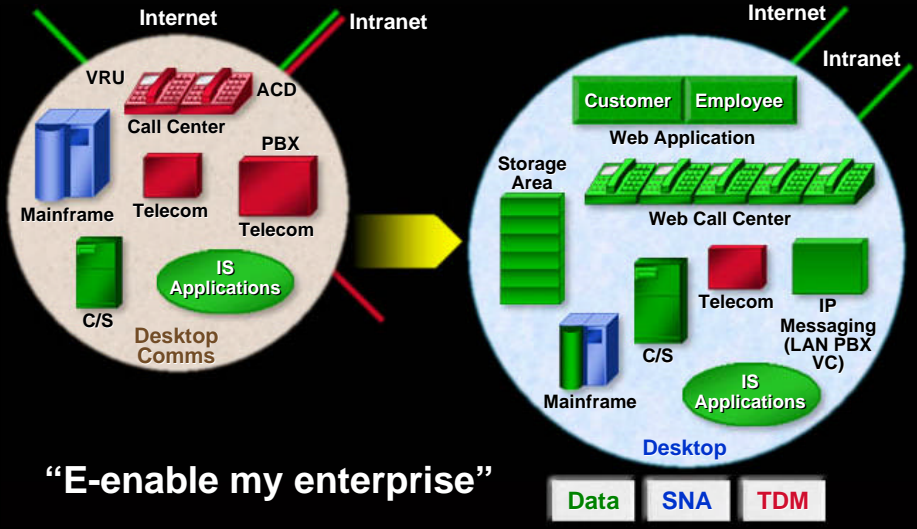 Internet
Intranet
VRU
ACD
Call Center
PBX
Mainframe
Telecom
Telecom
IS
Applications
C/S
Desktop
Comms
Internet
Intranet
Customer
Employee
Web Application
Storage
Area
Web Call Center
Telecom
IP
Messaging
(LAN PBX
VC)
C/S
Mainframe
IS
Applications
Desktop
“E-enable my enterprise”
Data
SNA
TDM